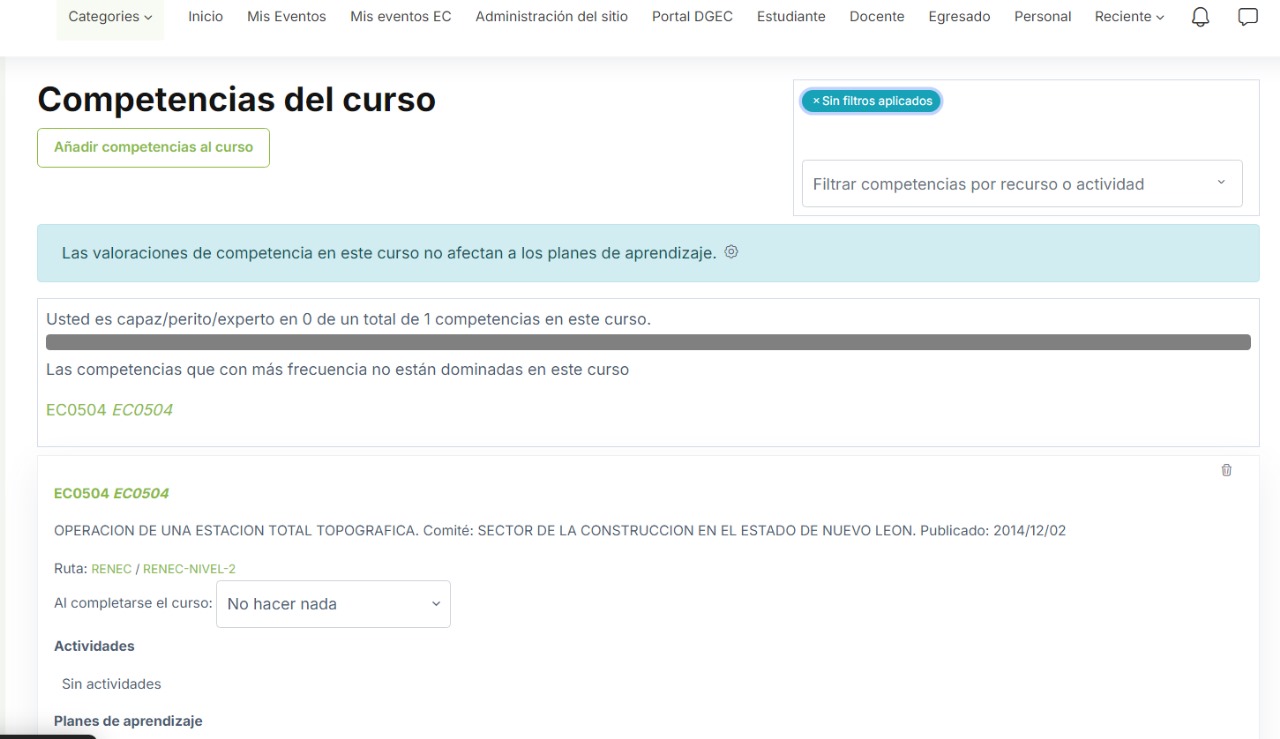 Categories Inicio Mis Eventos Mis eventos EC Administración del sitio Portal DGEC Estudiante Docente Egresado Personal Reciente
Competencias del curso
× Sin filtros aplicados
Añadir competencias al curso
Filtrar competencias por recurso o actividad
Las valoraciones de competencia en este curso no afectan a los planes de aprendizaje.
Usted es capaz/perito/experto en 0 de un total de 1 competencias en este curso.
Las competencias que con más frecuencia no están dominadas en este curso
EC0504 EC0504
EC0504 EC0504
OPERACION DE UNA ESTACION TOTAL TOPOGRAFICA. Comité: SECTOR DE LA CONSTRUCCION EN EL ESTADO DE NUEVO LEON. Publicado: 2014/12/02
Ruta: RENEC / RENEC-NIVEL-2
Al completarse el curso: No hacer nada
Actividades
Sin actividades
Planes de aprendizaje